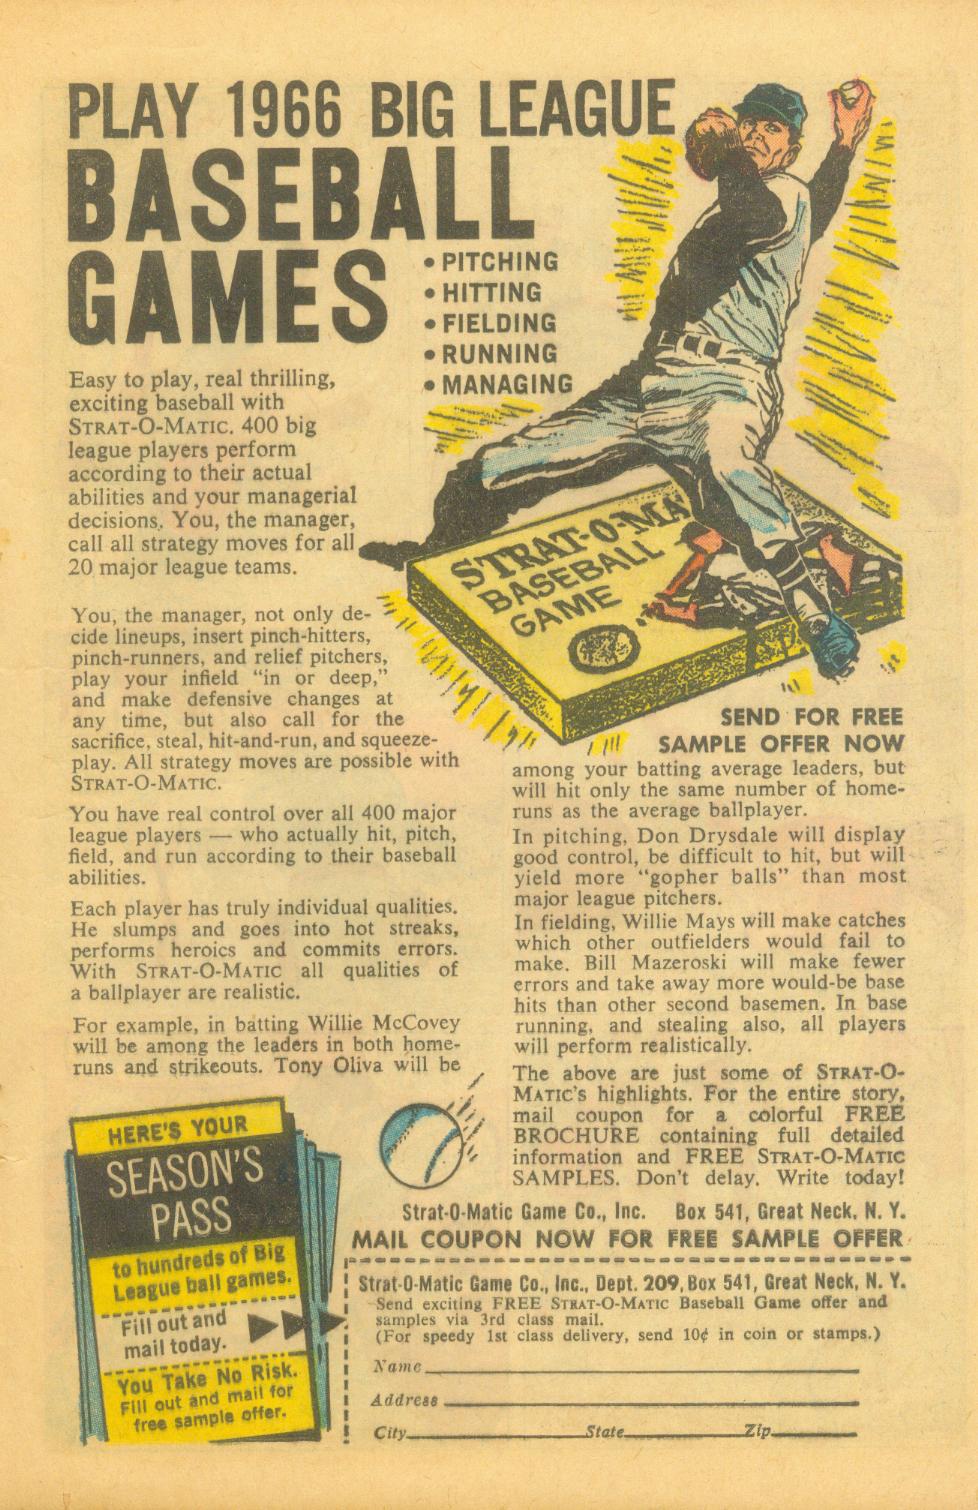 PLAY 1966 BIG LEAGUE
BASEBALL
GAMES
• PITCHING
• HITTING
• FIELDING
• RUNNING
• MANAGING
Easy to play, real thrilling,
exciting baseball with
STRAT-O-MATIC. 400 big
league players perform
according to their actual
abilities and your managerial
decisions. You, the manager,
call all strategy moves for all
20 major league teams.
STRAT-O-MA
BASEBALL
GAME
You, the manager, not only de-
cide lineups, insert pinch-hitters,
pinch-runners, and relief pitchers,
play your infield “in or deep,”
and make defensive changes at
any time, but also call for the
sacrifice, steal, hit-and-run, and squeeze-
play. All strategy moves are possible with
STRAT-O-MATIC.
You have real control over all 400 major
league players — who actually hit, pitch,
field, and run according to their baseball
abilities.
Each player has truly individual qualities.
He slumps and goes into hot streaks,
performs heroics and commits errors.
With STRAT-O-MATIC all qualities of
a ballplayer are realistic.
For example, in batting Willie McCovey
will be among the leaders in both home-
runs and strikeouts. Tony Oliva will be
SEND FOR FREE
SAMPLE OFFER NOW
among your batting average leaders, but
will hit only the same number of home-
runs as the average ballplayer.
In pitching, Don Drysdale will display
good control, be difficult to hit, but will
yield more “gopher balls” than most
major league pitchers.
In fielding, Willie Mays will make catches
which other outfielders would fail to
make. Bill Mazeroski will make fewer
errors and take away more would-be base
hits than other second basemen. In base
running, and stealing also, all players
will perform realistically.
The above are just some of STRAT-O-
MATIC's highlights. For the entire story,
mail coupon for a colorful FREE
BROCHURE containing full detailed
information and FREE STRAT-O-MATIC
SAMPLES. Don't delay. Write today!
Strat-O-Matic Game Co., Inc. Box 541, Great Neck, N. Y.
MAIL COUPON NOW FOR FREE SAMPLE OFFER
HERE'S YOUR
SEASON'S
PASS
to hundreds of Big
League ball games.
Fill out and
mail today.
You Take No Risk.
Fill out and mail for
free sample offer.
Strat-O-Matic Game Co., Inc., Dept. 209, Box 541, Great Neck, N. Y.
Send exciting FREE STRAT-O-MATIC Baseball Game offer and
samples via 3rd class mail.
(For speedy 1st class delivery, send 10¢ in coin or stamps.)
Name
Address
City State Zip